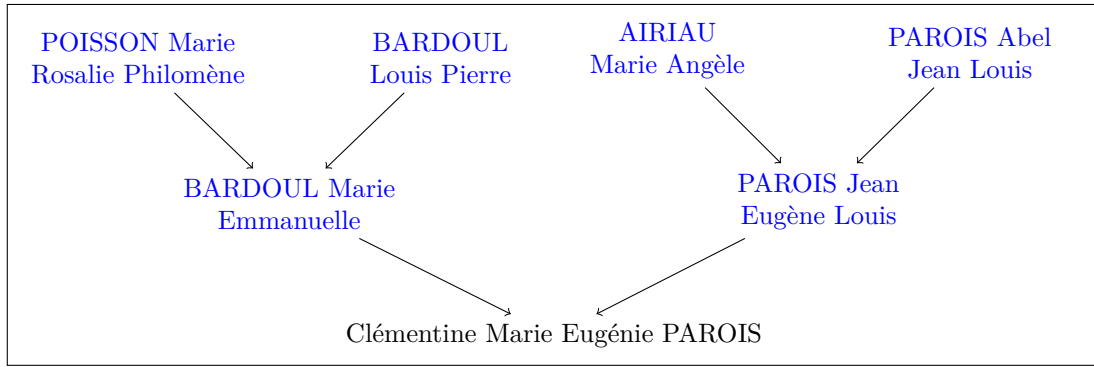 POISSON Marie
Rosalie Philomène
BARDOUL
Louis Pierre
AIRIAU
Marie Angèle
PAROIS Abel
Jean Louis
BARDOUL Marie
Emmanuelle
PAROIS Jean
Eugène Louis
Clémentine Marie Eugénie PAROIS